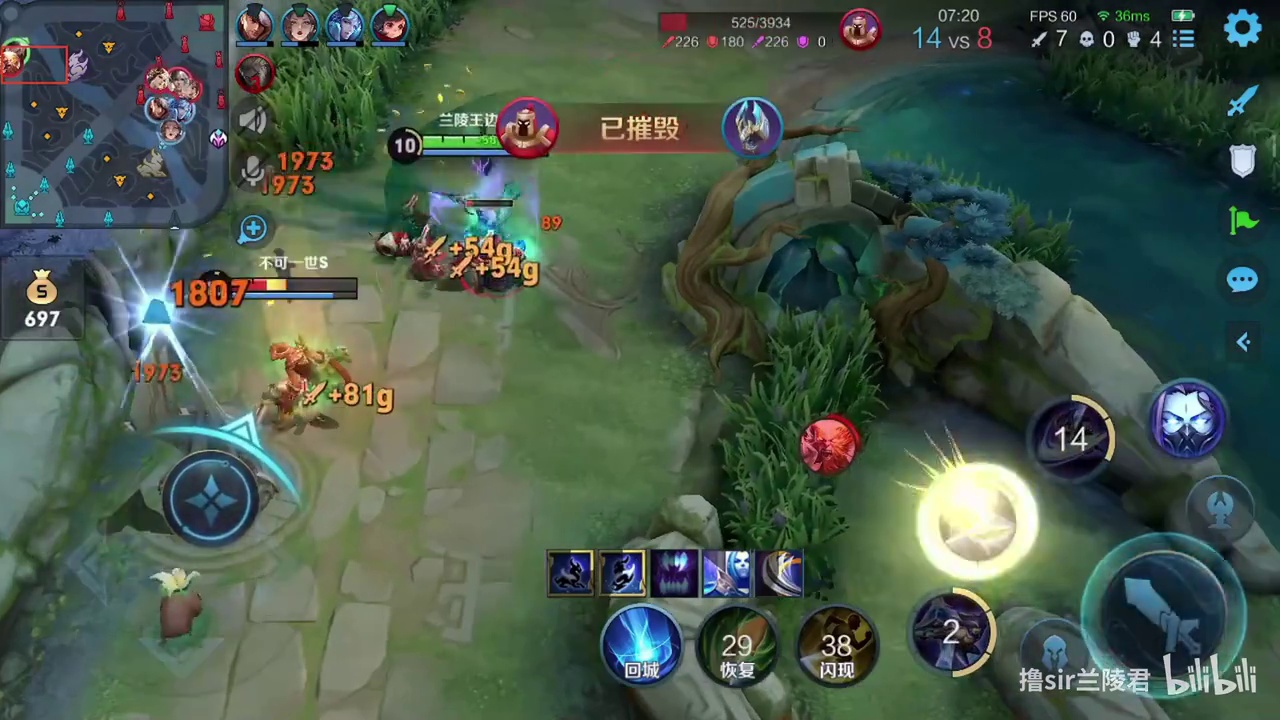 525/3934
226 180 226 0
07:20
14 VS 8
FPS 60
36ms
7 0 4
10
兰陵王边
已摧毁
1973
1973
89
+54g
+54g
不可一世S
1807
697
1973
+81g
14
2
29
38
回城
恢复
闪现
撸sir兰陵君
bilibili